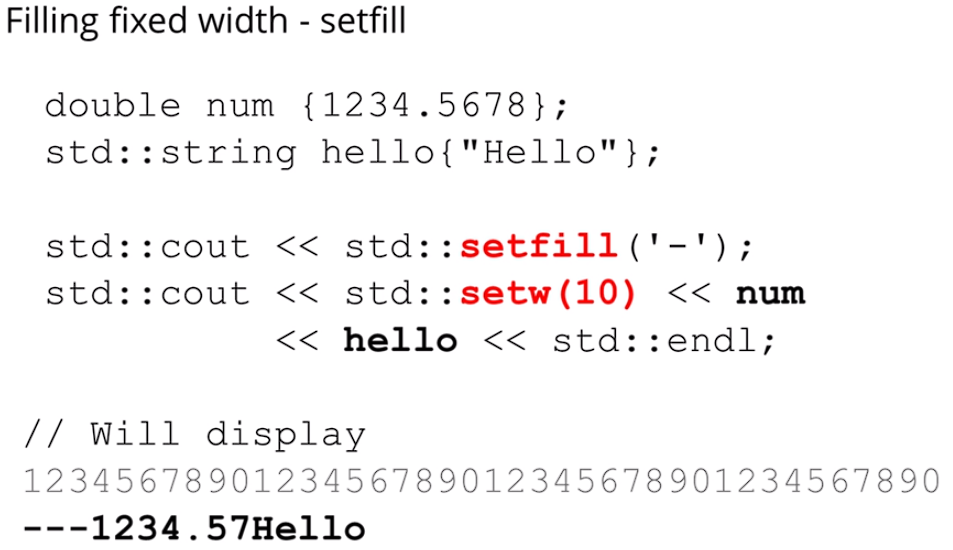 Filling fixed width - setfill
double num {1234.5678};
std::string hello{"Hello"};
std::cout << std::setfill('-');
std::cout << std::setw(10) << num
<< hello << std::endl;
// Will display
1234567890123456789012345678901234567890
---1234.57Hello